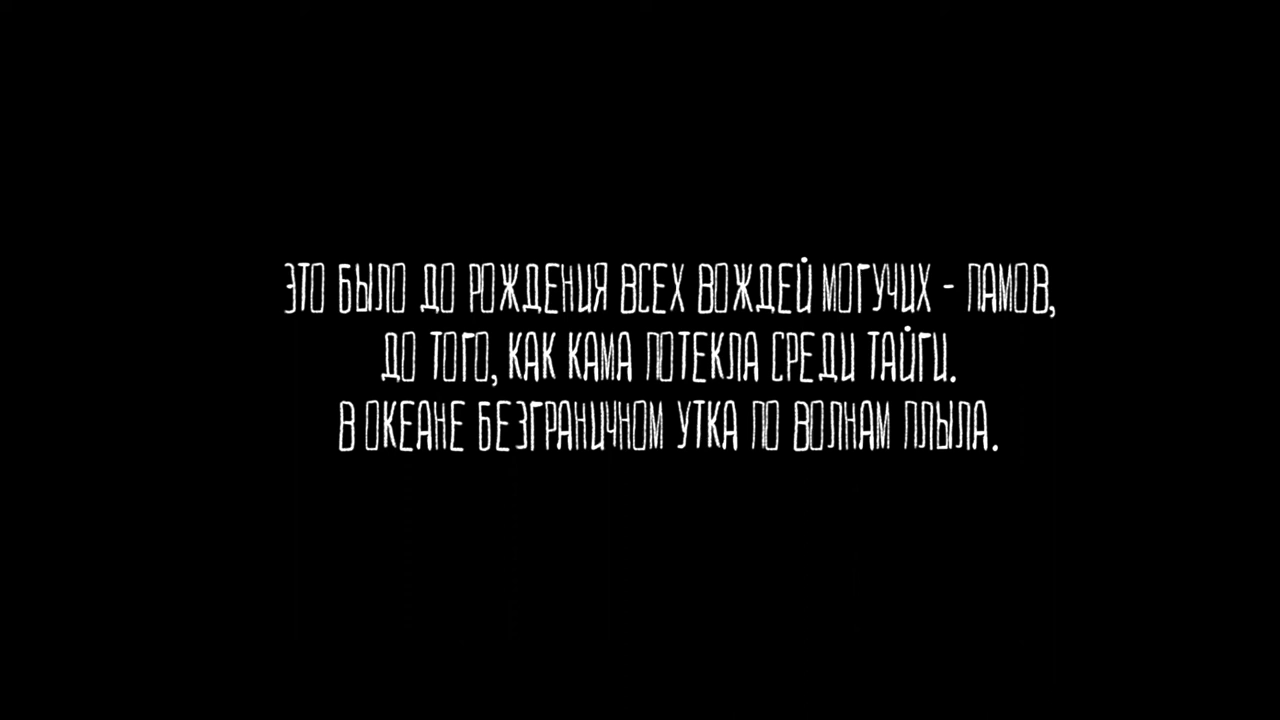 ЭТО БЫЛО ДО РОЖДЕНИЯ ВСЕХ ВОЖДЕЙ МОГУЧИХ - ПАМОВ,
ДО ТОГО, КАК КАМА ПОТЕКЛА СРЕДИ ТАЙГИ.
В ОКЕАНЕ БЕЗГРАНИЧНОМ УТКА ПО ВОЛНАМ ПЛЫЛА.